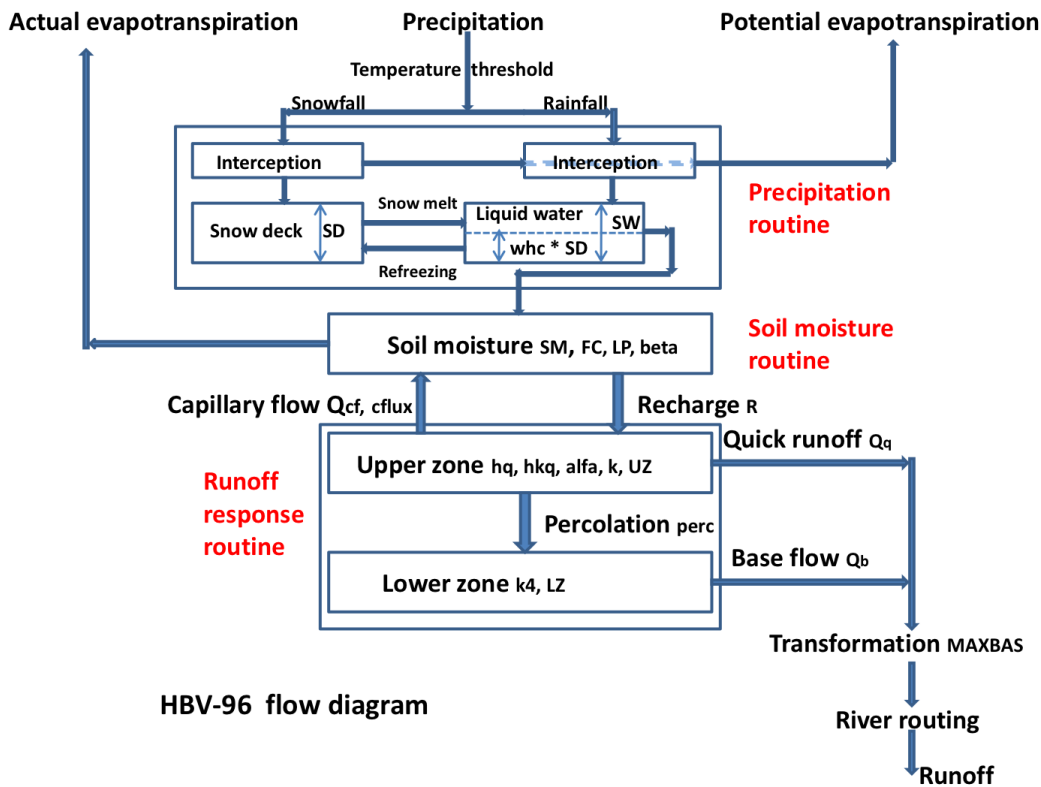 Actual evapotranspiration
Precipitation
Potential evapotranspiration
Temperature threshold
Snowfall
Rainfall
Interception
Interception
Precipitation
routine
Snow deck
SD
Snow melt
Refreezing
Liquid water
SW
whc * SD
Soil moisture SM, FC, LP, beta
Soil moisture
routine
Capillary flow Qcf, cflux
Recharge R
Quick runoff Qq
Upper zone hq, hkq, alfa, k, UZ
Runoff
response
routine
Percolation perc
Base flow Qb
Lower zone k4, LZ
Transformation MAXBAS
HBV-96 flow diagram
River routing
Runoff